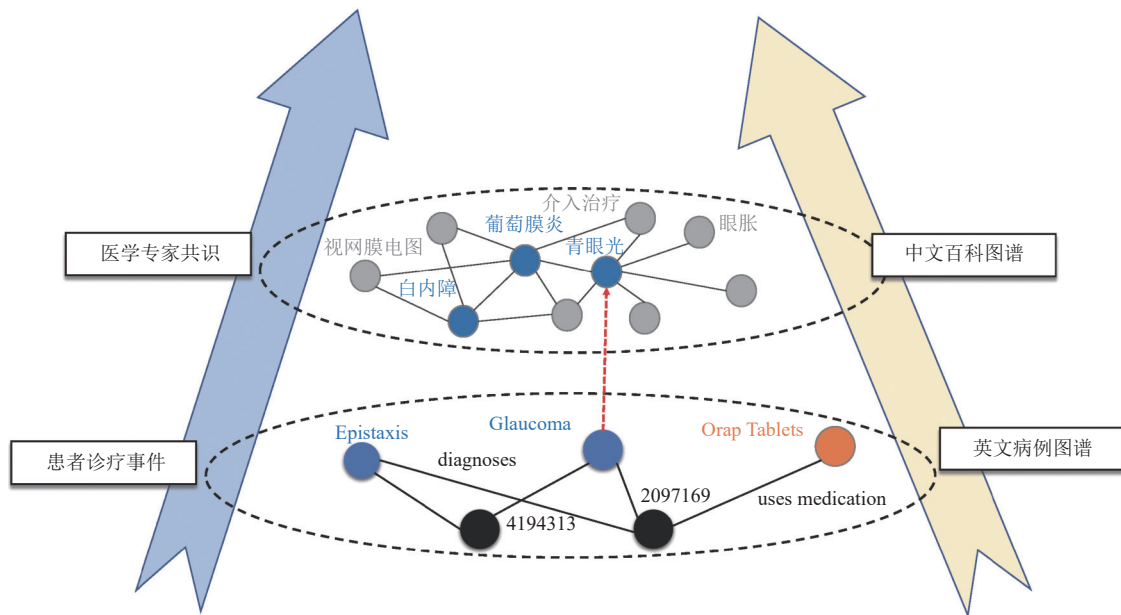 介入治疗
葡萄膜炎
眼胀
视网膜电图
青眼光
医学专家共识
中文百科图谱
白内障
Glaucoma
Epistaxis
Orap Tablets
患者诊疗事件
英文病例图谱
diagnoses
2097169
uses medication
4194313